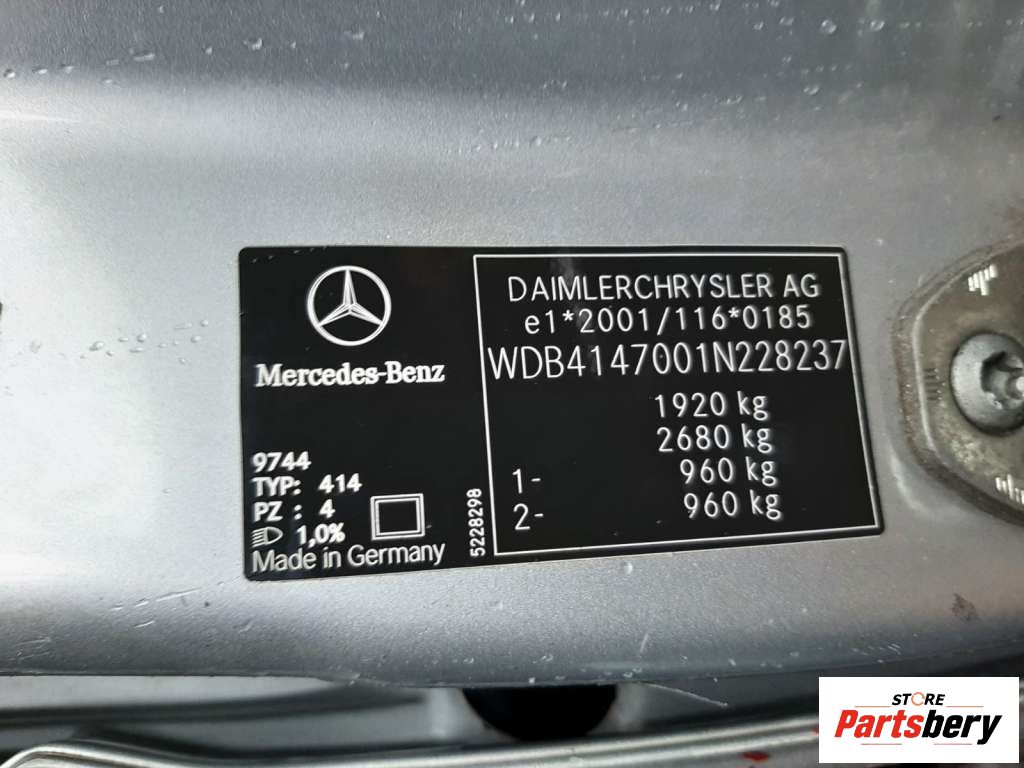 Mercedes-Benz
9744
TYP: 414
PZ : 4
1,0%
Made in Germany
5228298
DAIMLERCHRYSLER AG
e1*2001/116*0185
WDB4147001N228237
1920 kg
2680 kg
1- 960 kg
2- 960 kg
STORE
Partsbery